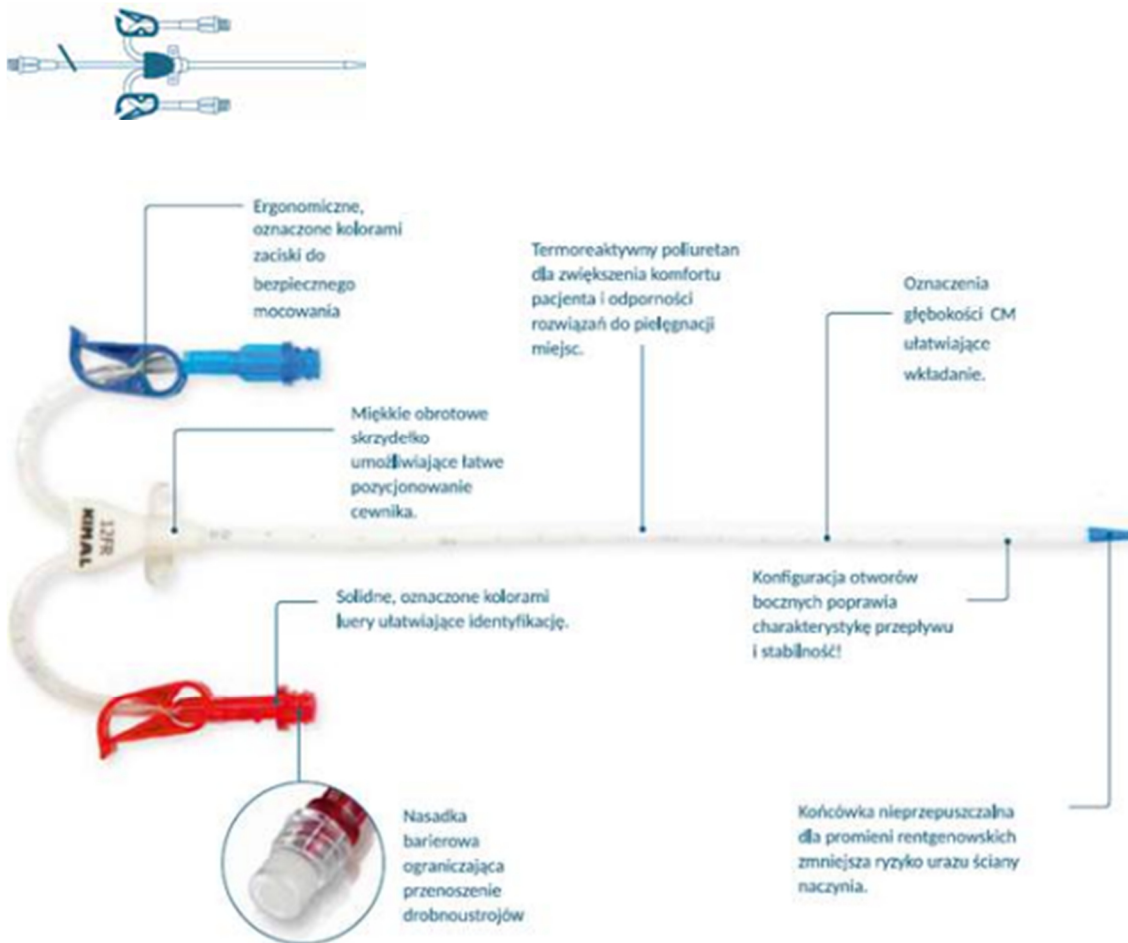 Ergonomiczne,
oznaczone kolorami
zaciski do
bezpiecznego
mocowania
Termoreaktywny poliuretan
dla zwiększenia komfortu
pacjenta i odporności
rozwiązań do pielęgnacji
miejsc.
Oznaczenia
głębokości CM
ułatwiające
wkładanie.
Miękkie obrotowe
skrzydełko
umożliwiające łatwe
pozycjonowanie
cewnika.
12FR
KIMAL
Solidne, oznaczone kolorami
luery ułatwiające identyfikację.
Konfiguracja otworów
bocznych poprawia
charakterystykę przepływu
i stabilność!
Nasadka
barierowa
ograniczająca
przenoszenie
drobnoustrojów
Końcówka nieprzepuszczalna
dla promieni rentgenowskich
zmniejsza ryzyko urazu ściany
naczynia.